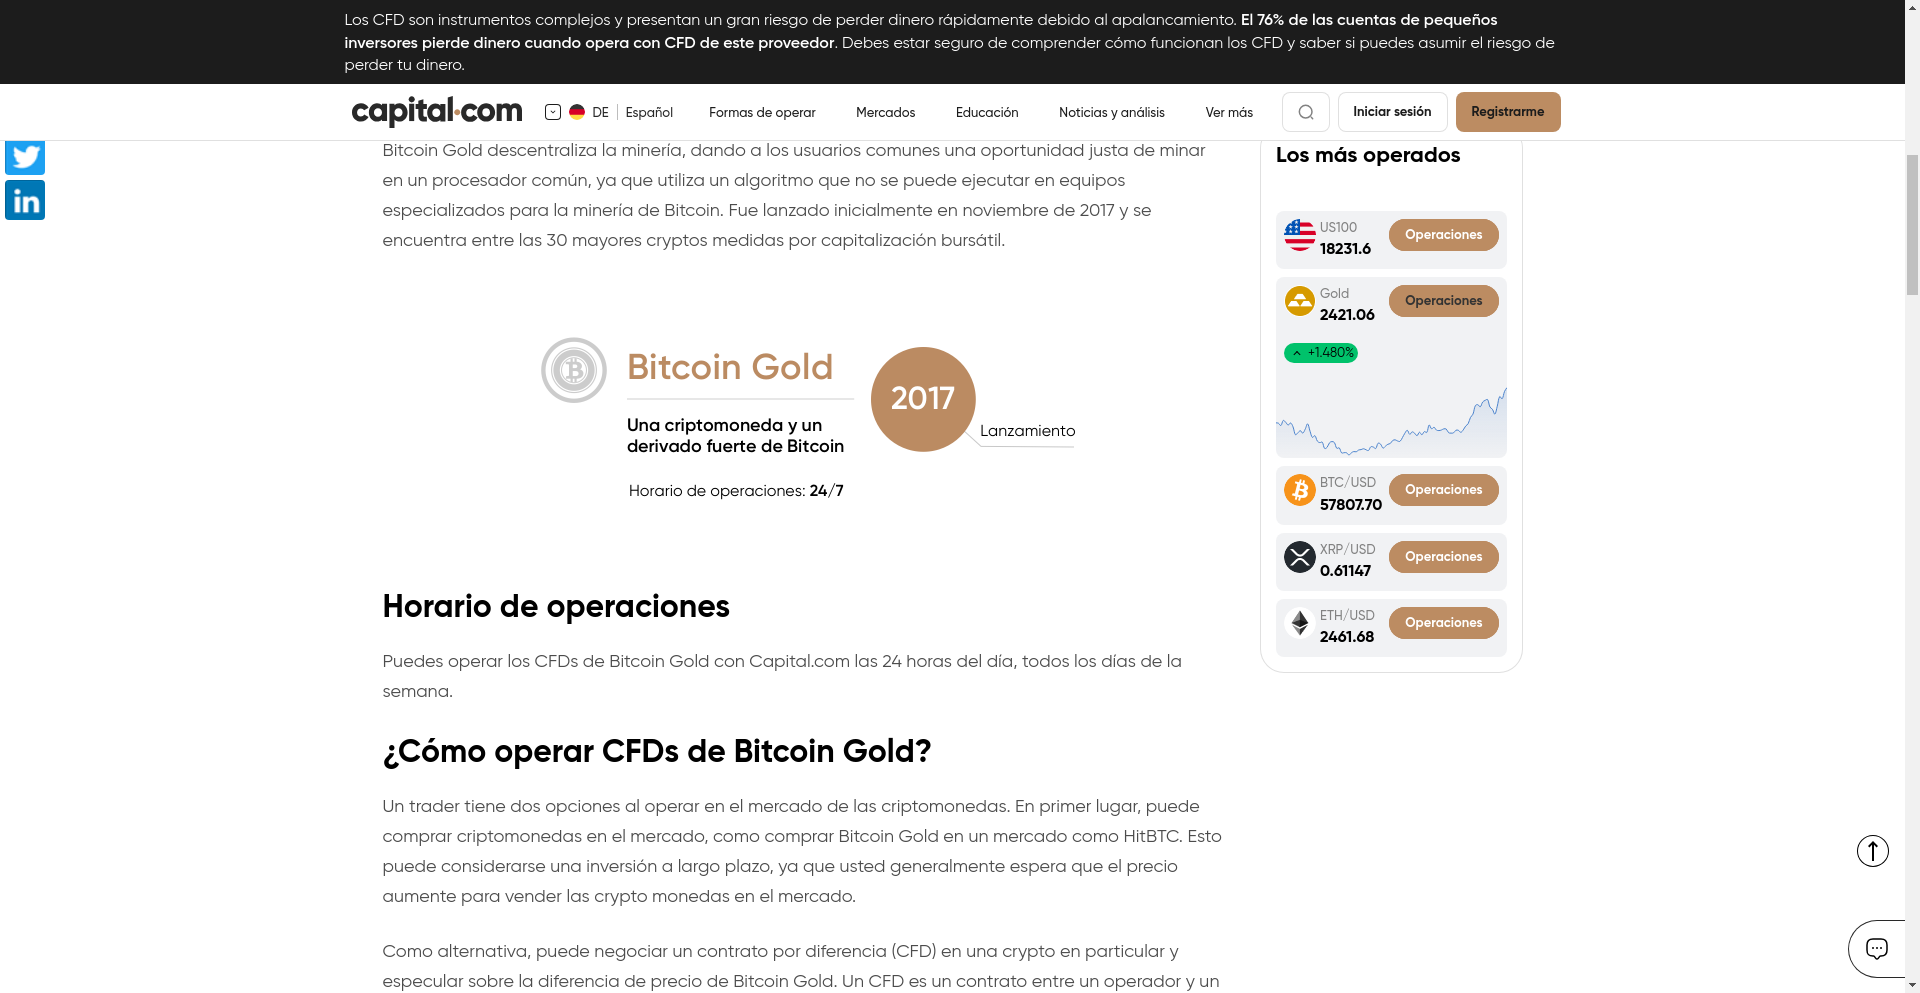 Los CFD son instrumentos complejos y presentan un gran riesgo de perder dinero rápidamente debido al apalancamiento. El 76% de las cuentas de pequeños
inversores pierde dinero cuando opera con CFD de este proveedor. Debes estar seguro de comprender cómo funcionan los CFD y saber si puedes asumir el riesgo de
perder tu dinero.
capital.com
DE Español
Formas de operar
Mercados
Educación
Noticias y análisis
Ver más
Iniciar sesión
Registrarme
in
Bitcoin Gold descentraliza la minería, dando a los usuarios comunes una oportunidad justa de minar
en un procesador común, ya que utiliza un algoritmo que no se puede ejecutar en equipos
especializados para la minería de Bitcoin. Fue lanzado inicialmente en noviembre de 2017 y se
encuentra entre las 30 mayores cryptos medidas por capitalización bursátil.
Bitcoin Gold
Una criptomoneda y un
derivado fuerte de Bitcoin
Horario de operaciones: 24/7
2017
Lanzamiento
Horario de operaciones
Puedes operar los CFDs de Bitcoin Gold con Capital.com las 24 horas del día, todos los días de la
semana.
¿Cómo operar CFDs de Bitcoin Gold?
Un trader tiene dos opciones al operar en el mercado de las criptomonedas. En primer lugar, puede
comprar criptomonedas en el mercado, como comprar Bitcoin Gold en un mercado como HitBTC. Esto
puede considerarse una inversión a largo plazo, ya que usted generalmente espera que el precio
aumente para vender las crypto monedas en el mercado.
Como alternativa, puede negociar un contrato por diferencia (CFD) en una crypto en particular y
especular sobre la diferencia de precio de Bitcoin Gold. Un CFD es un contrato entre un operador y un
Los más operados
US100
18231.6
Operaciones
Gold
2421.06
Operaciones
+1.480%
BTC/USD
57807.70
Operaciones
XRP/USD
0.61147
Operaciones
ETH/USD
2461.68
Operaciones